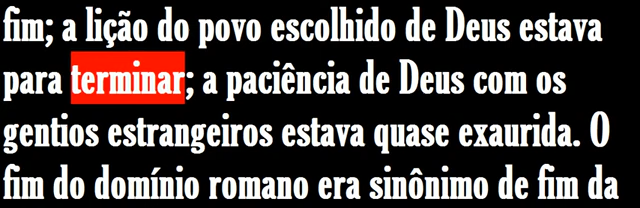 fim; a lição do povo escolhido de Deus estava
para terminar; a paciência de Deus com os
gentios estrangeiros estava quase exaurida. O
fim do domínio romano era sinônimo de fim da